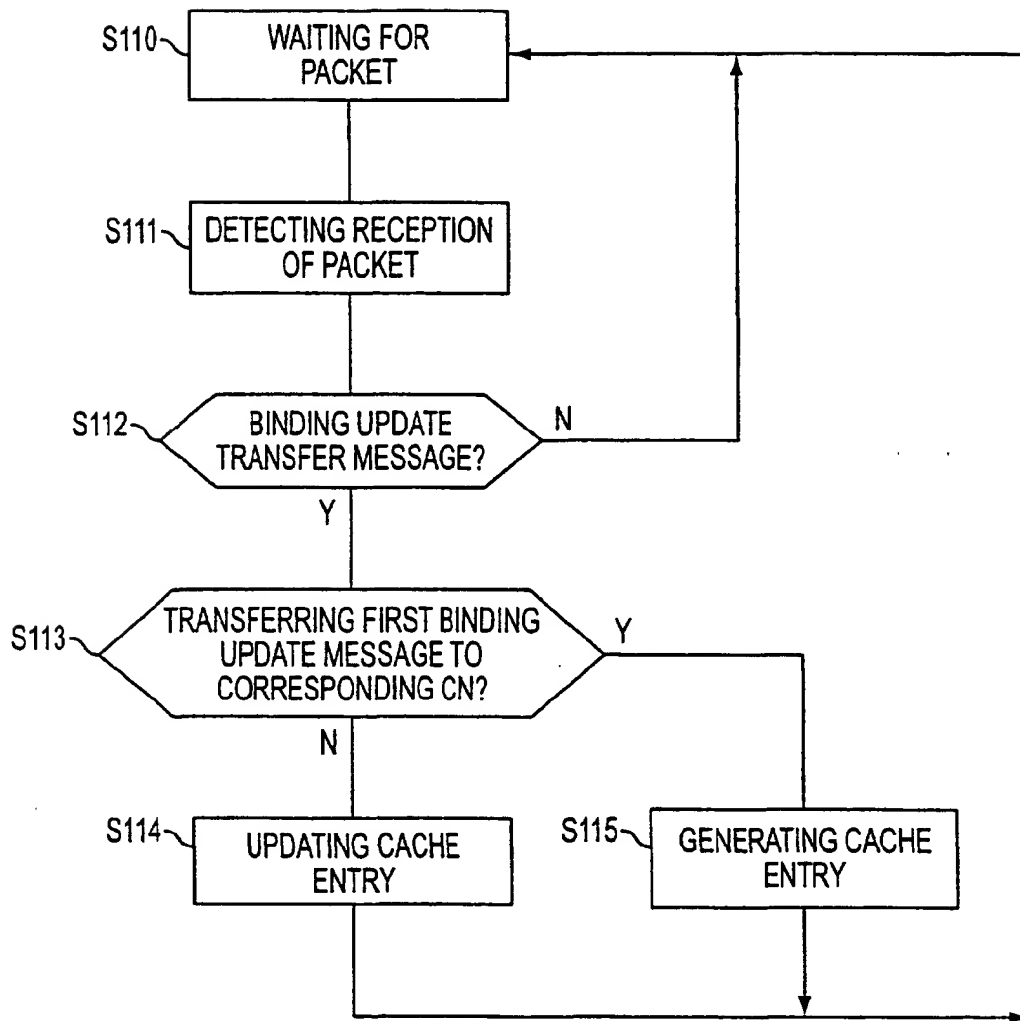 S110
WAITING FOR
PACKET
S111
DETECTING RECEPTION
OF PACKET
S112
BINDING UPDATE
TRANSFER MESSAGE?
N
Y
S113
TRANSFERRING FIRST BINDING
UPDATE MESSAGE TO
CORRESPONDING CN?
Y
N
S114
UPDATING CACHE
ENTRY
S115
GENERATING CACHE
ENTRY